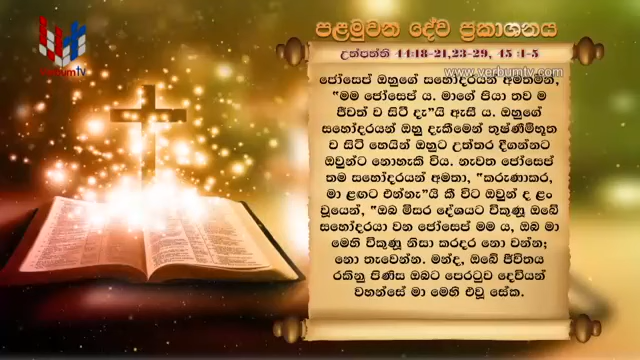 පළමුවන දේව ප්‍රකාශනය
උත්පත්ති 44:18-21,23-29, 45 :1-5
verbumtv
www.verbumtv.com
ජෝසෙප් ඔහුගේ සහෝදරයන් අමතමින්,
“මම ජෝසෙප් ය. මාගේ පියා තව ම
ජීවත් ව සිටී දැ”යි ඇසී ය. ඔහුගේ
සහෝදරයන් ඔහු දැකීමෙන් තුෂ්ණිම්භූත
ව සිටි හෙයින් ඔහුට උත්තර දීගන්නට
ඔවුන්ට නොහැකි විය. නැවත ජෝසෙප්
තම සහෝදරයන් අමතා, “කරුණාකර,
මා ළඟට එන්නැ”යි කී විට ඔවුන් ද ළං
වූයෙන්, “ඔබ මිසර දේශයට විකුණූ ඔබේ
සහෝදරයා වන ජෝසෙප් මම ය, ඔබ මා
මෙහි විකුණූ නිසා කරදර නො වන්න;
නො තැවෙන්න. මන්ද, ඔබේ ජීවිතය
රකිනු පිණිස ඔබට පෙරටුව දෙවියන්
වහන්සේ මා මෙහි එවූ සේක.